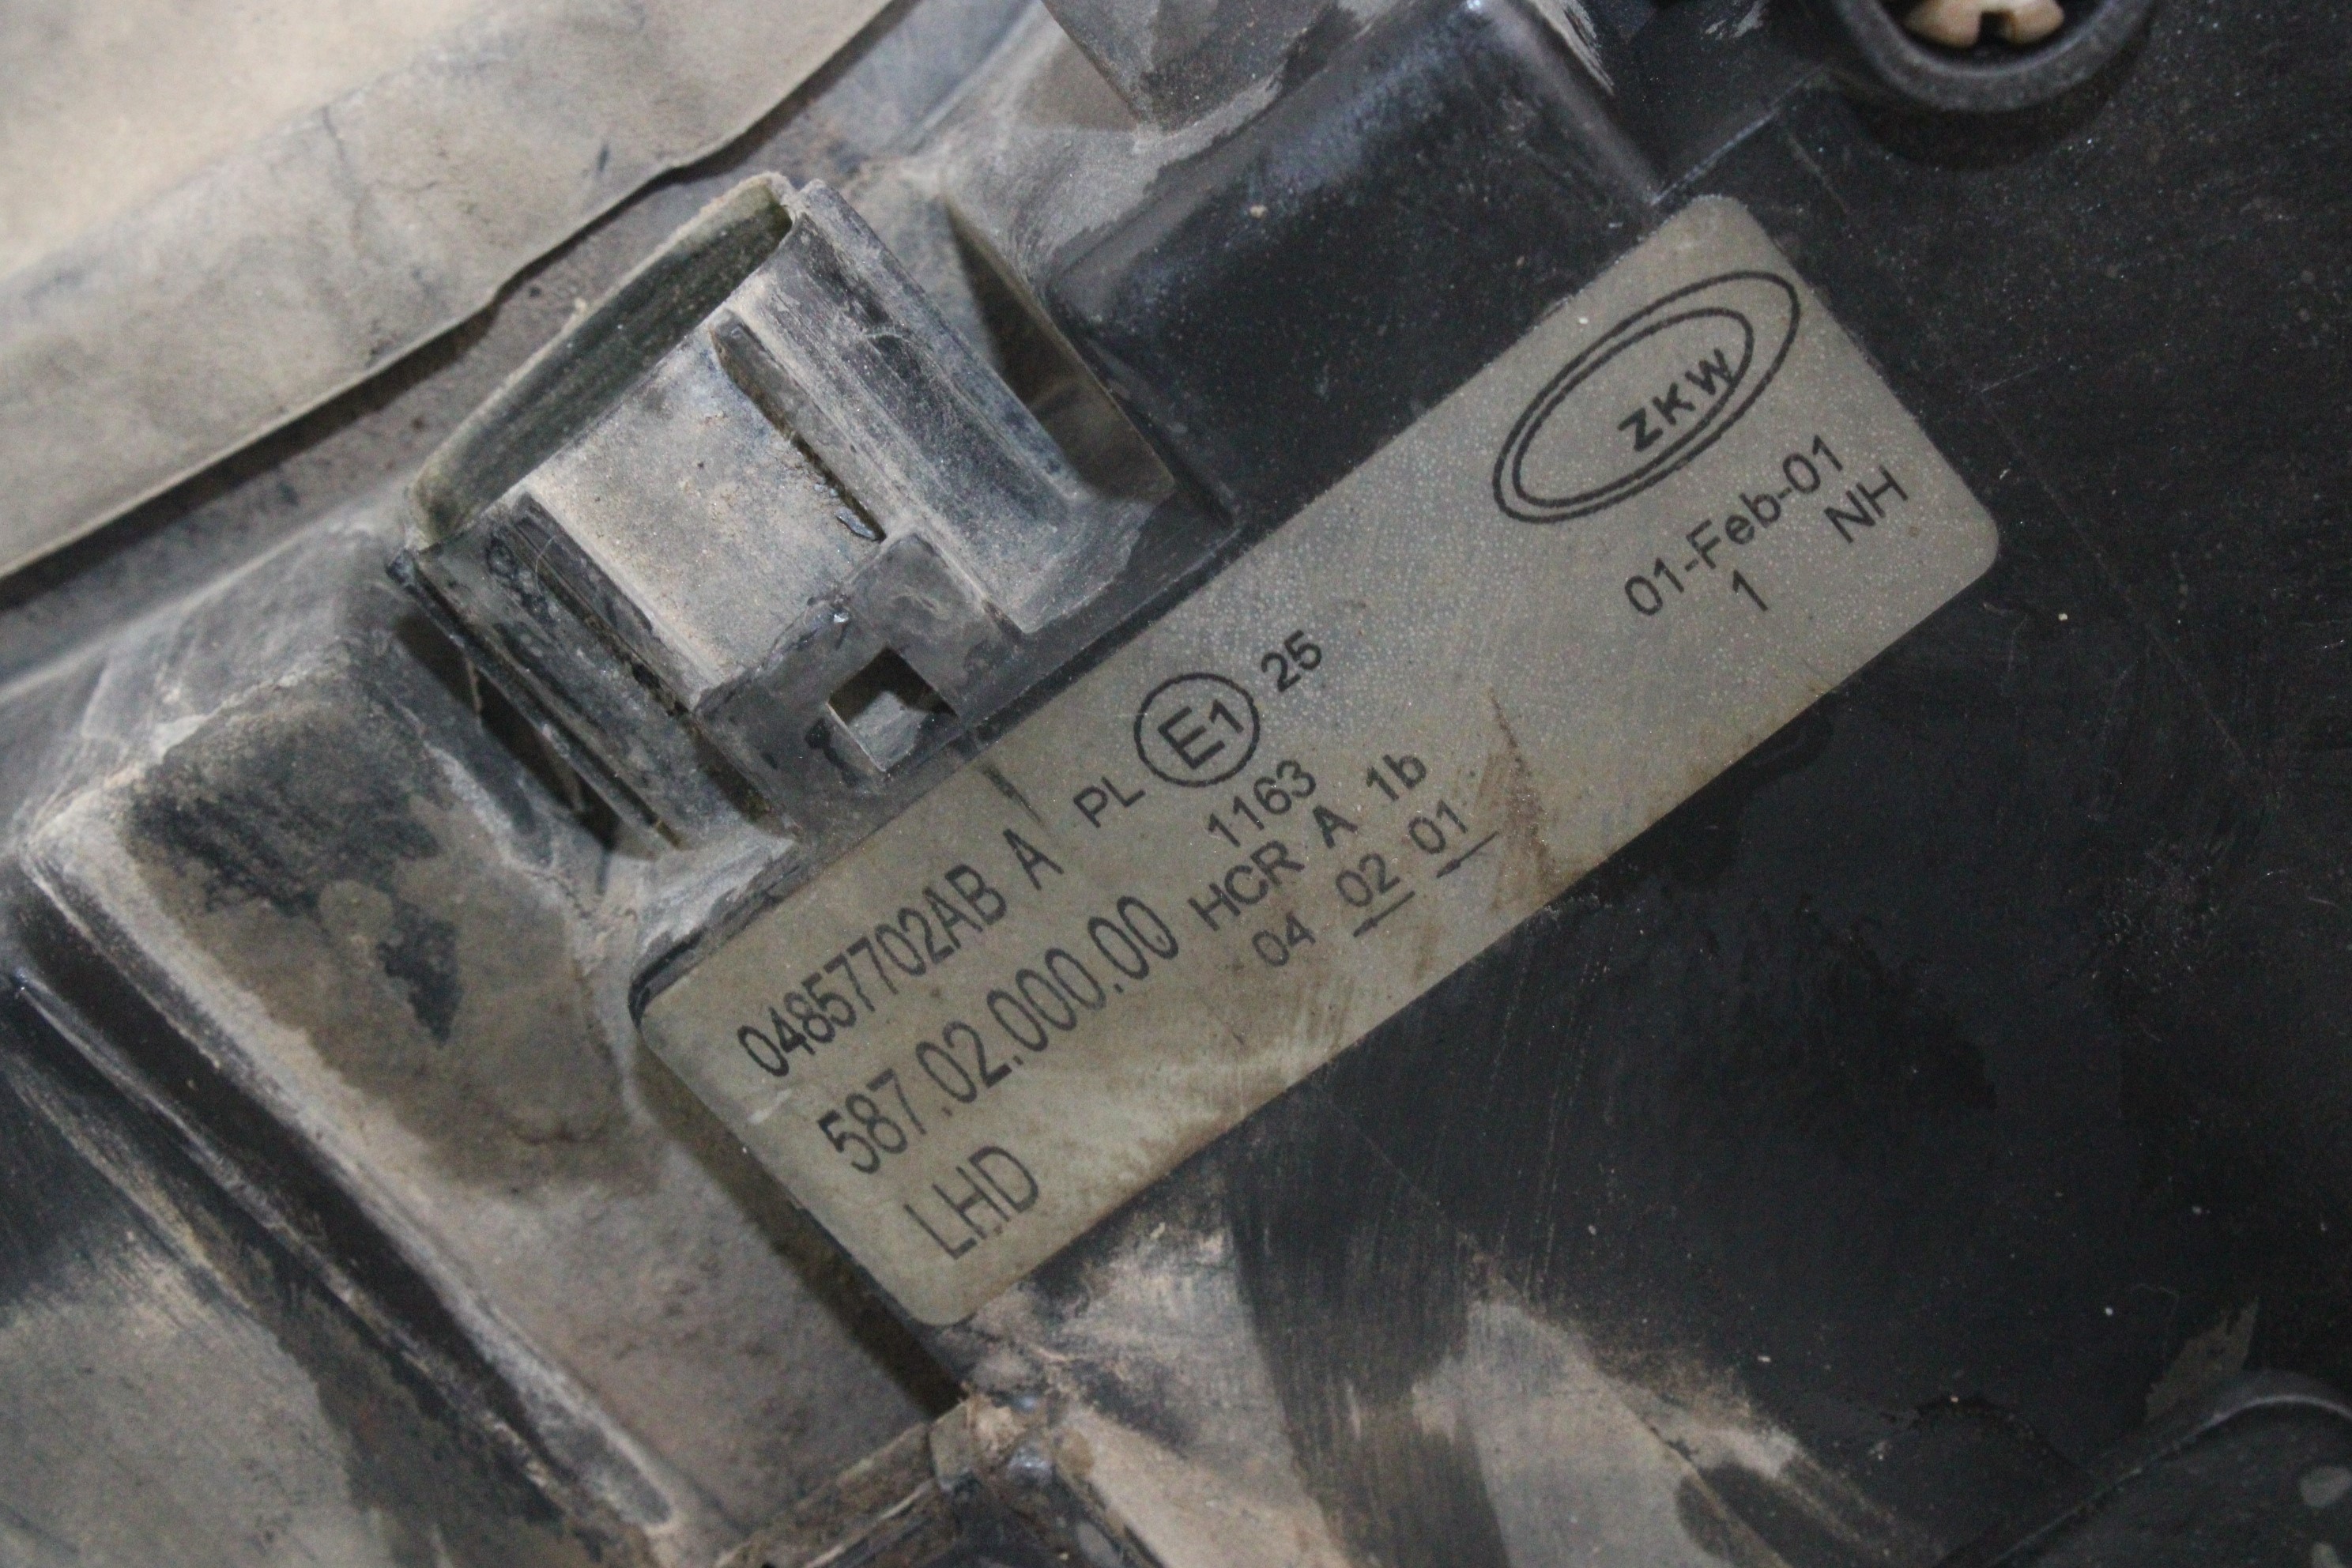 ZKW
01-Feb-01
1 NH
04857702AB A
587.02.000.00
LHD
PL E1 25
1163
HCR A 1b
04 02 01